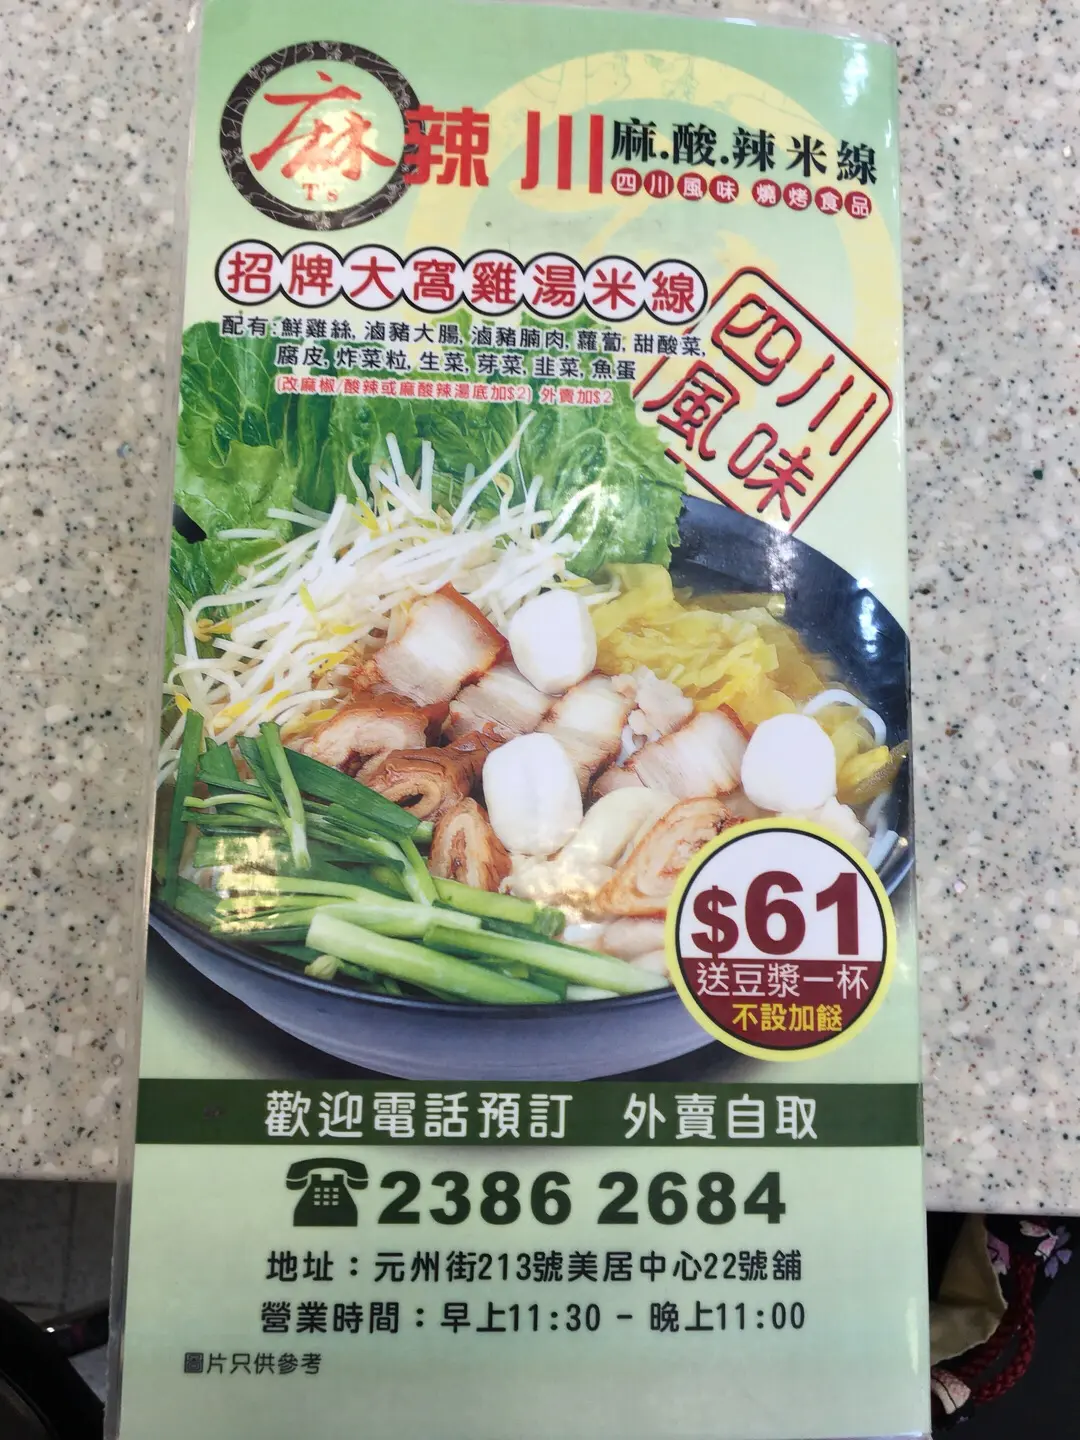 麻辣川
T's
麻.酸.辣米線
四川風味 燒烤食品
招牌大窩雞湯米線
配有:鮮雞絲, 滷豬大腸, 滷豬腩肉, 蘿蔔, 甜酸菜,
腐皮, 炸菜粒, 生菜, 芽菜, 韭菜, 魚蛋
(改麻椒/酸辣或麻酸辣湯底加$2) 外賣加$2
四川
風味
$61
送豆漿一杯
不設加餸
歡迎電話預訂 外賣自取
2386 2684
地址：元州街213號美居中心22號舖
營業時間：早上11:30 - 晚上11:00
圖片只供參考